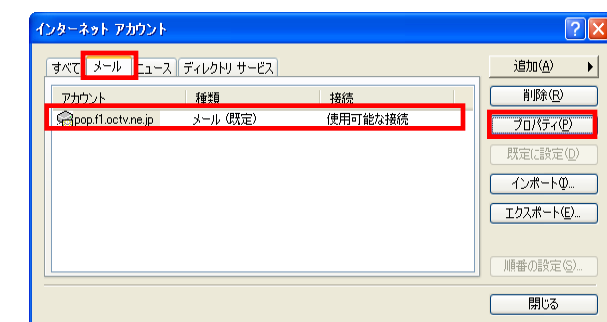 インターネット アカウント
すべて メール ニュース ディレクトリ サービス
アカウント 種類 接続
pop.f1.octv.ne.jp メール (既定) 使用可能な接続
追加(A)
削除(R)
プロパティ(P)
既定に設定(D)
インポート(I)...
エクスポート(E)...
順番の設定(S)...
閉じる